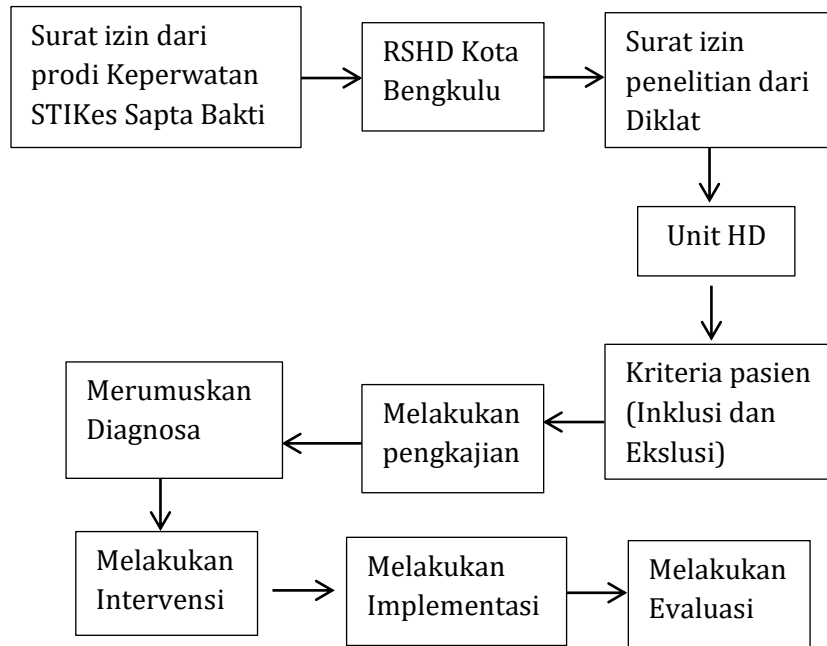 Surat izin dari
prodi Keperwatan
STIKes Sapta Bakti
RSHD Kota
Bengkulu
Surat izin
penelitian dari
Diklat
Unit HD
Kriteria pasien
(Inklusi dan
Ekslusi)
Melakukan
pengkajian
Merumuskan
Diagnosa
Melakukan
Intervensi
Melakukan
Implementasi
Melakukan
Evaluasi